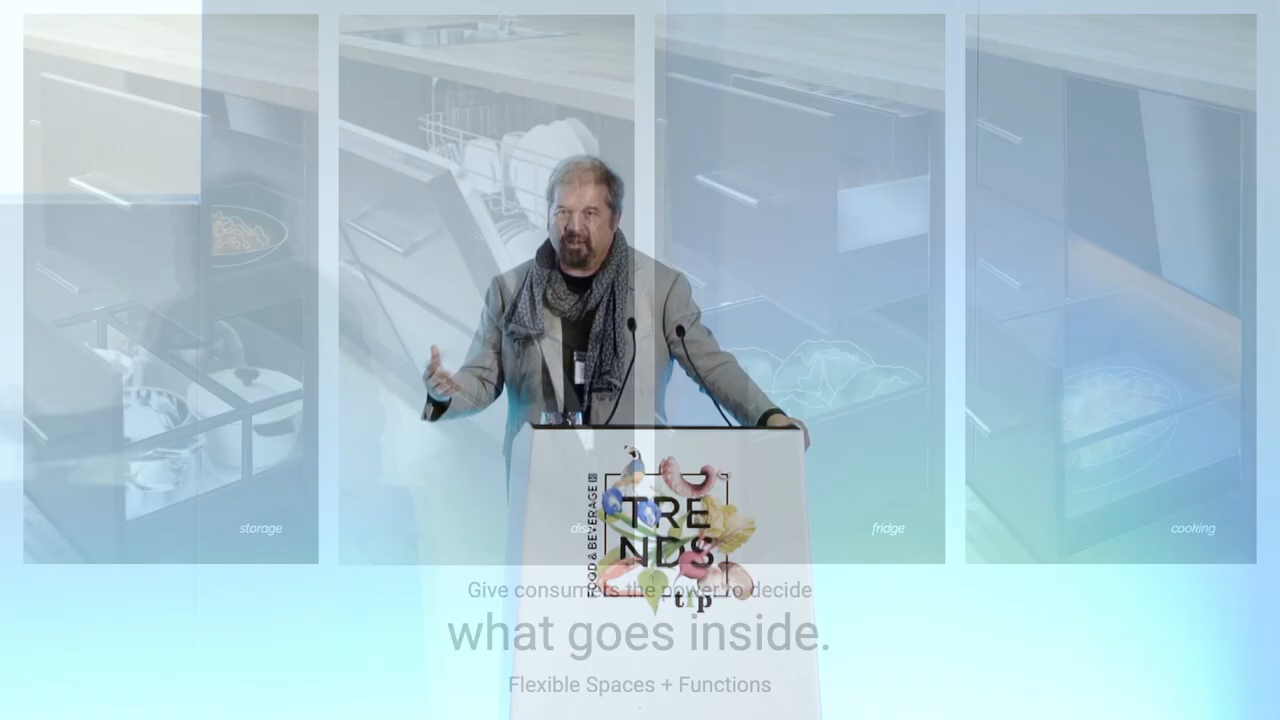 storage
fridge
cooking
FOOD & BEVERAGE
TRE
NDS
tfp
Give consumers the power to decide
what goes inside.
Flexible Spaces + Functions